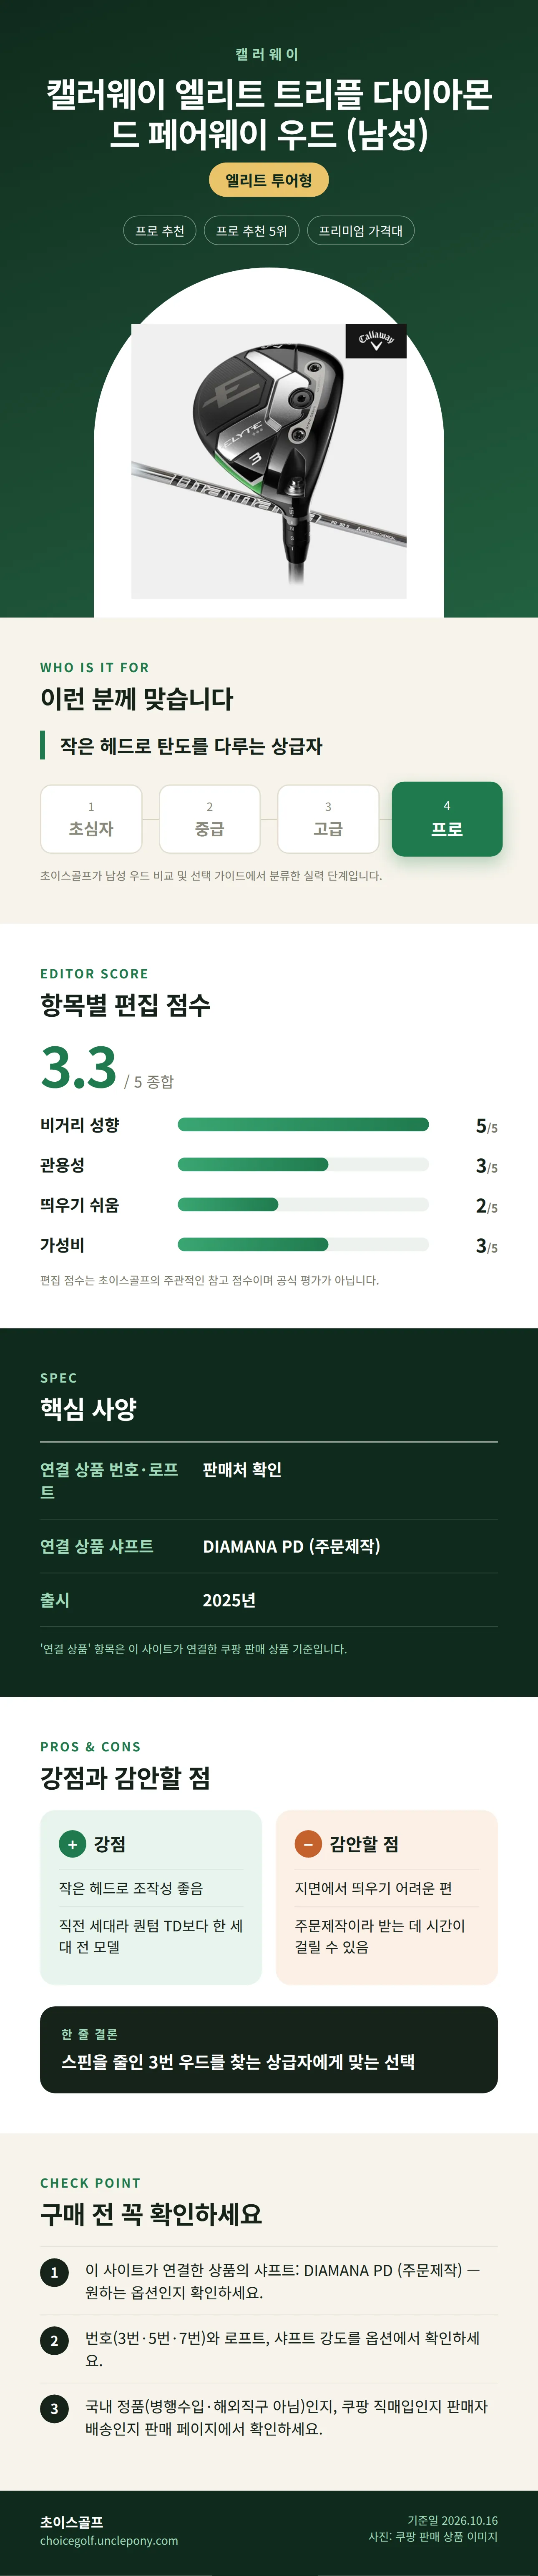 캘러웨이
캘러웨이 엘리트 트리플 다이아몬
드 페어웨이 우드 (남성)
엘리트 투어형
프로 추천
프로 추천 5위
프리미엄 가격대
Callaway
E
ELYTE
3
WHO IS IT FOR
이런 분께 맞습니다
작은 헤드로 탄도를 다루는 상급자
1
초심자
2
중급
3
고급
4
프로
초이스골프가 남성 우드 비교 및 선택 가이드에서 분류한 실력 단계입니다.
EDITOR SCORE
항목별 편집 점수
3.3 / 5 종합
비거리 성향 5/5
관용성 3/5
띄우기 쉬움 2/5
가성비 3/5
편집 점수는 초이스골프의 주관적인 참고 점수이며 공식 평가가 아닙니다.
SPEC
핵심 사양
연결 상품 번호·로프
트
판매처 확인
연결 상품 샤프트 DIAMANA PD (주문제작)
출시 2025년
'연결 상품' 항목은 이 사이트가 연결한 쿠팡 판매 상품 기준입니다.
PROS & CONS
강점과 감안할 점
+ 강점
작은 헤드로 조작성 좋음
직전 세대라 퀀텀 TD보다 한 세
대 전 모델
− 감안할 점
지면에서 띄우기 어려운 편
주문제작이라 받는 데 시간이
걸릴 수 있음
한 줄 결론
스핀을 줄인 3번 우드를 찾는 상급자에게 맞는 선택
CHECK POINT
구매 전 꼭 확인하세요
1 이 사이트가 연결한 상품의 샤프트: DIAMANA PD (주문제작) —
원하는 옵션인지 확인하세요.
2 번호(3번·5번·7번)와 로프트, 샤프트 강도를 옵션에서 확인하세
요.
3 국내 정품(병행수입·해외직구 아님)인지, 쿠팡 직매입인지 판매자
배송인지 판매 페이지에서 확인하세요.
초이스골프
choicegolf.unclepony.com
기준일 2026.10.16
사진: 쿠팡 판매 상품 이미지